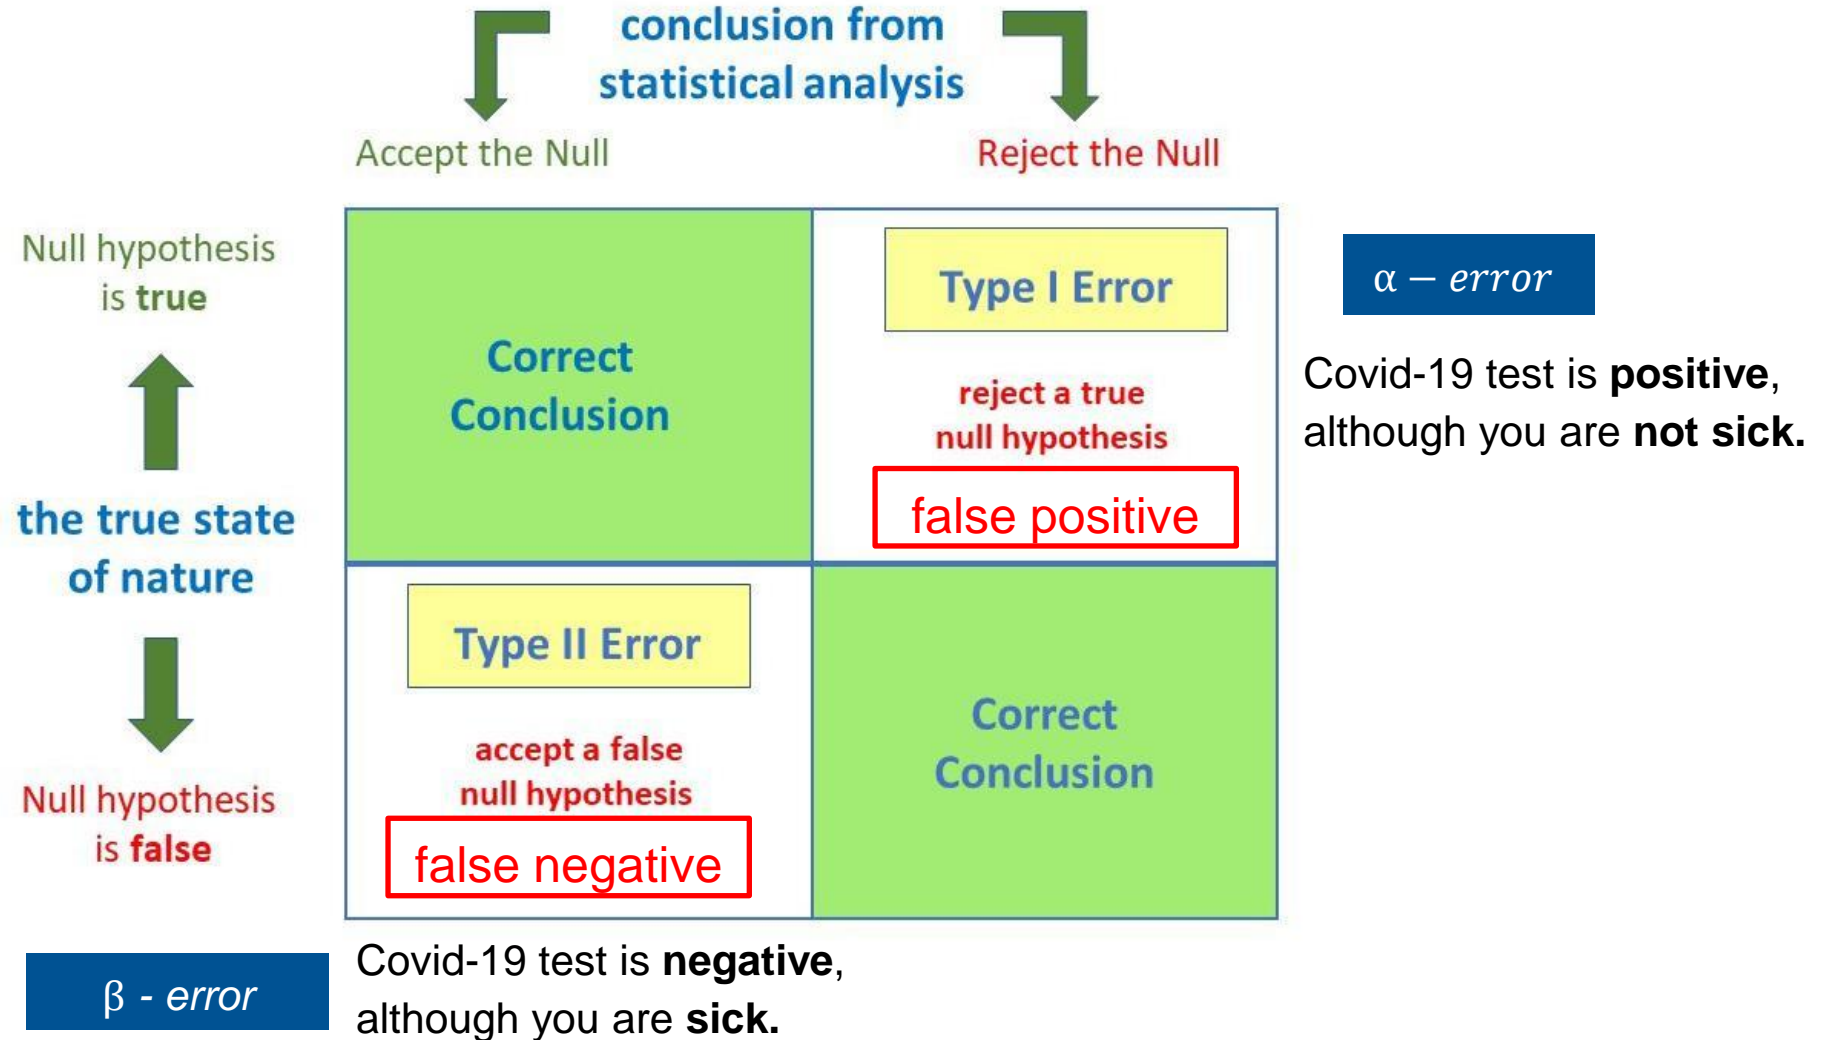 conclusion from
statistical analysis
Accept the Null
Reject the Null
Null hypothesis
is true
the true state
of nature
Null hypothesis
is false
Correct
Conclusion
Type I Error
reject a true
null hypothesis
false positive
α – error
Covid-19 test is positive,
although you are not sick.
Type II Error
accept a false
null hypothesis
false negative
Correct
Conclusion
β - error
Covid-19 test is negative,
although you are sick.